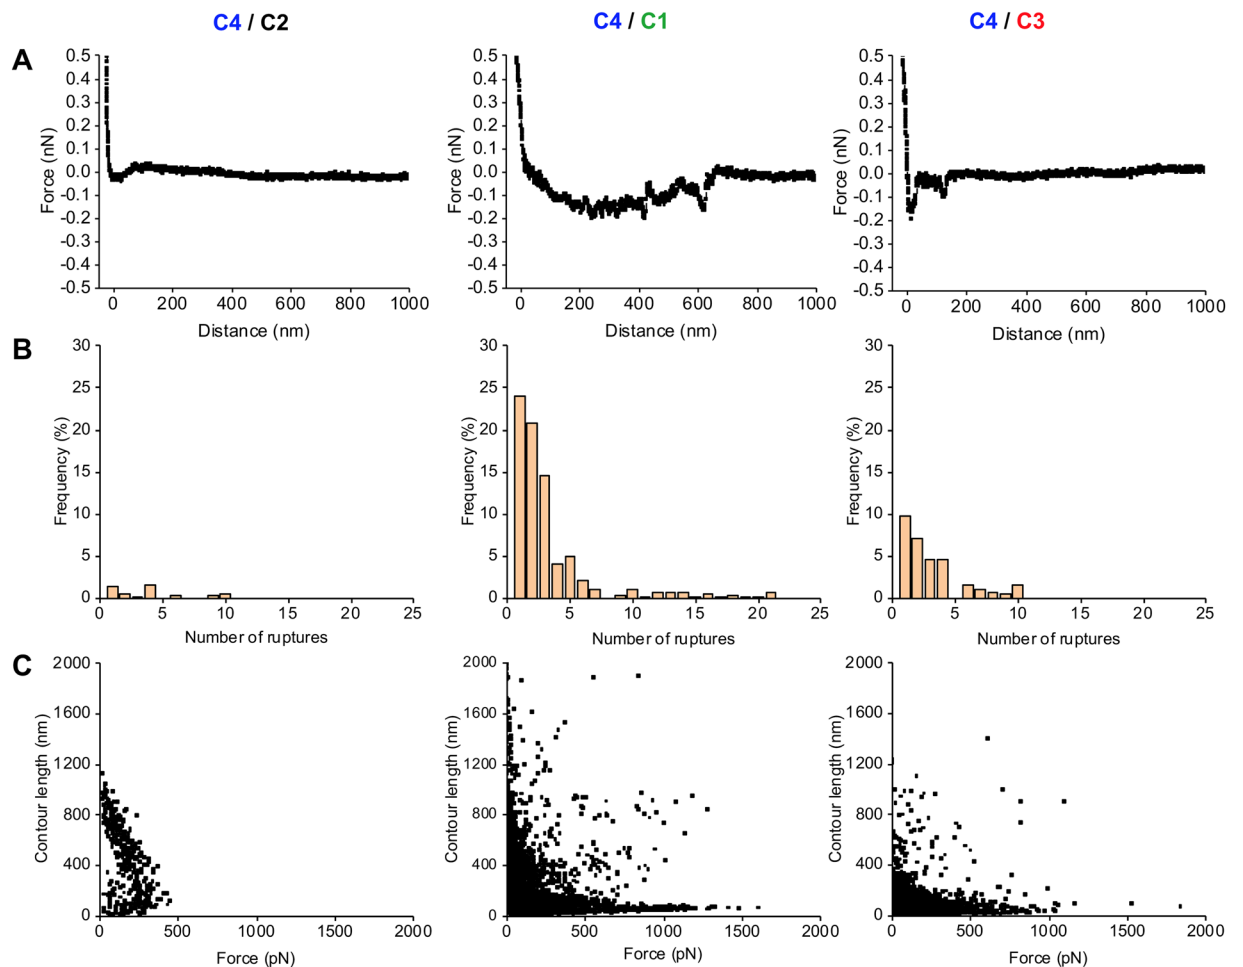 C4 / C2
C4 / C1
C4 / C3
A
0.5
0.4
0.3
0.2
0.1
0.0
-0.1
-0.2
-0.3
-0.4
-0.5
Force (nN)
0 200 400 600 800 1000
Distance (nm)
0.5
0.4
0.3
0.2
0.1
0.0
-0.1
-0.2
-0.3
-0.4
-0.5
Force (nN)
0 200 400 600 800 1000
Distance (nm)
0.5
0.4
0.3
0.2
0.1
0.0
-0.1
-0.2
-0.3
-0.4
-0.5
Force (nN)
0 200 400 600 800 1000
Distance (nm)
B
30
25
20
15
10
5
0
Frequency (%)
0 5 10 15 20 25
Number of ruptures
30
25
20
15
10
5
0
Frequency (%)
0 5 10 15 20 25
Number of ruptures
30
25
20
15
10
5
0
Frequency (%)
0 5 10 15 20 25
Number of ruptures
C
2000
1600
1200
800
400
0
Contour length (nm)
0 500 1000 1500 2000
Force (pN)
2000
1600
1200
800
400
0
Contour length (nm)
0 500 1000 1500 2000
Force (pN)
2000
1600
1200
800
400
0
Contour length (nm)
0 500 1000 1500 2000
Force (pN)